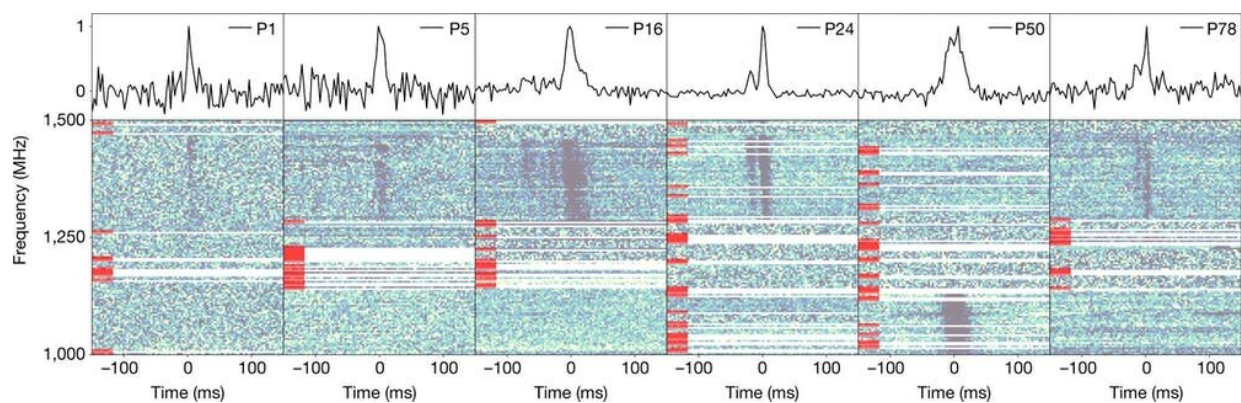 P1 P5 P16 P24 P50 P78
1
0
1,500
1,250
1,000
Frequency (MHz)
−100 0 100 −100 0 100 −100 0 100 −100 0 100 −100 0 100 −100 0 100
Time (ms) Time (ms) Time (ms) Time (ms) Time (ms) Time (ms)